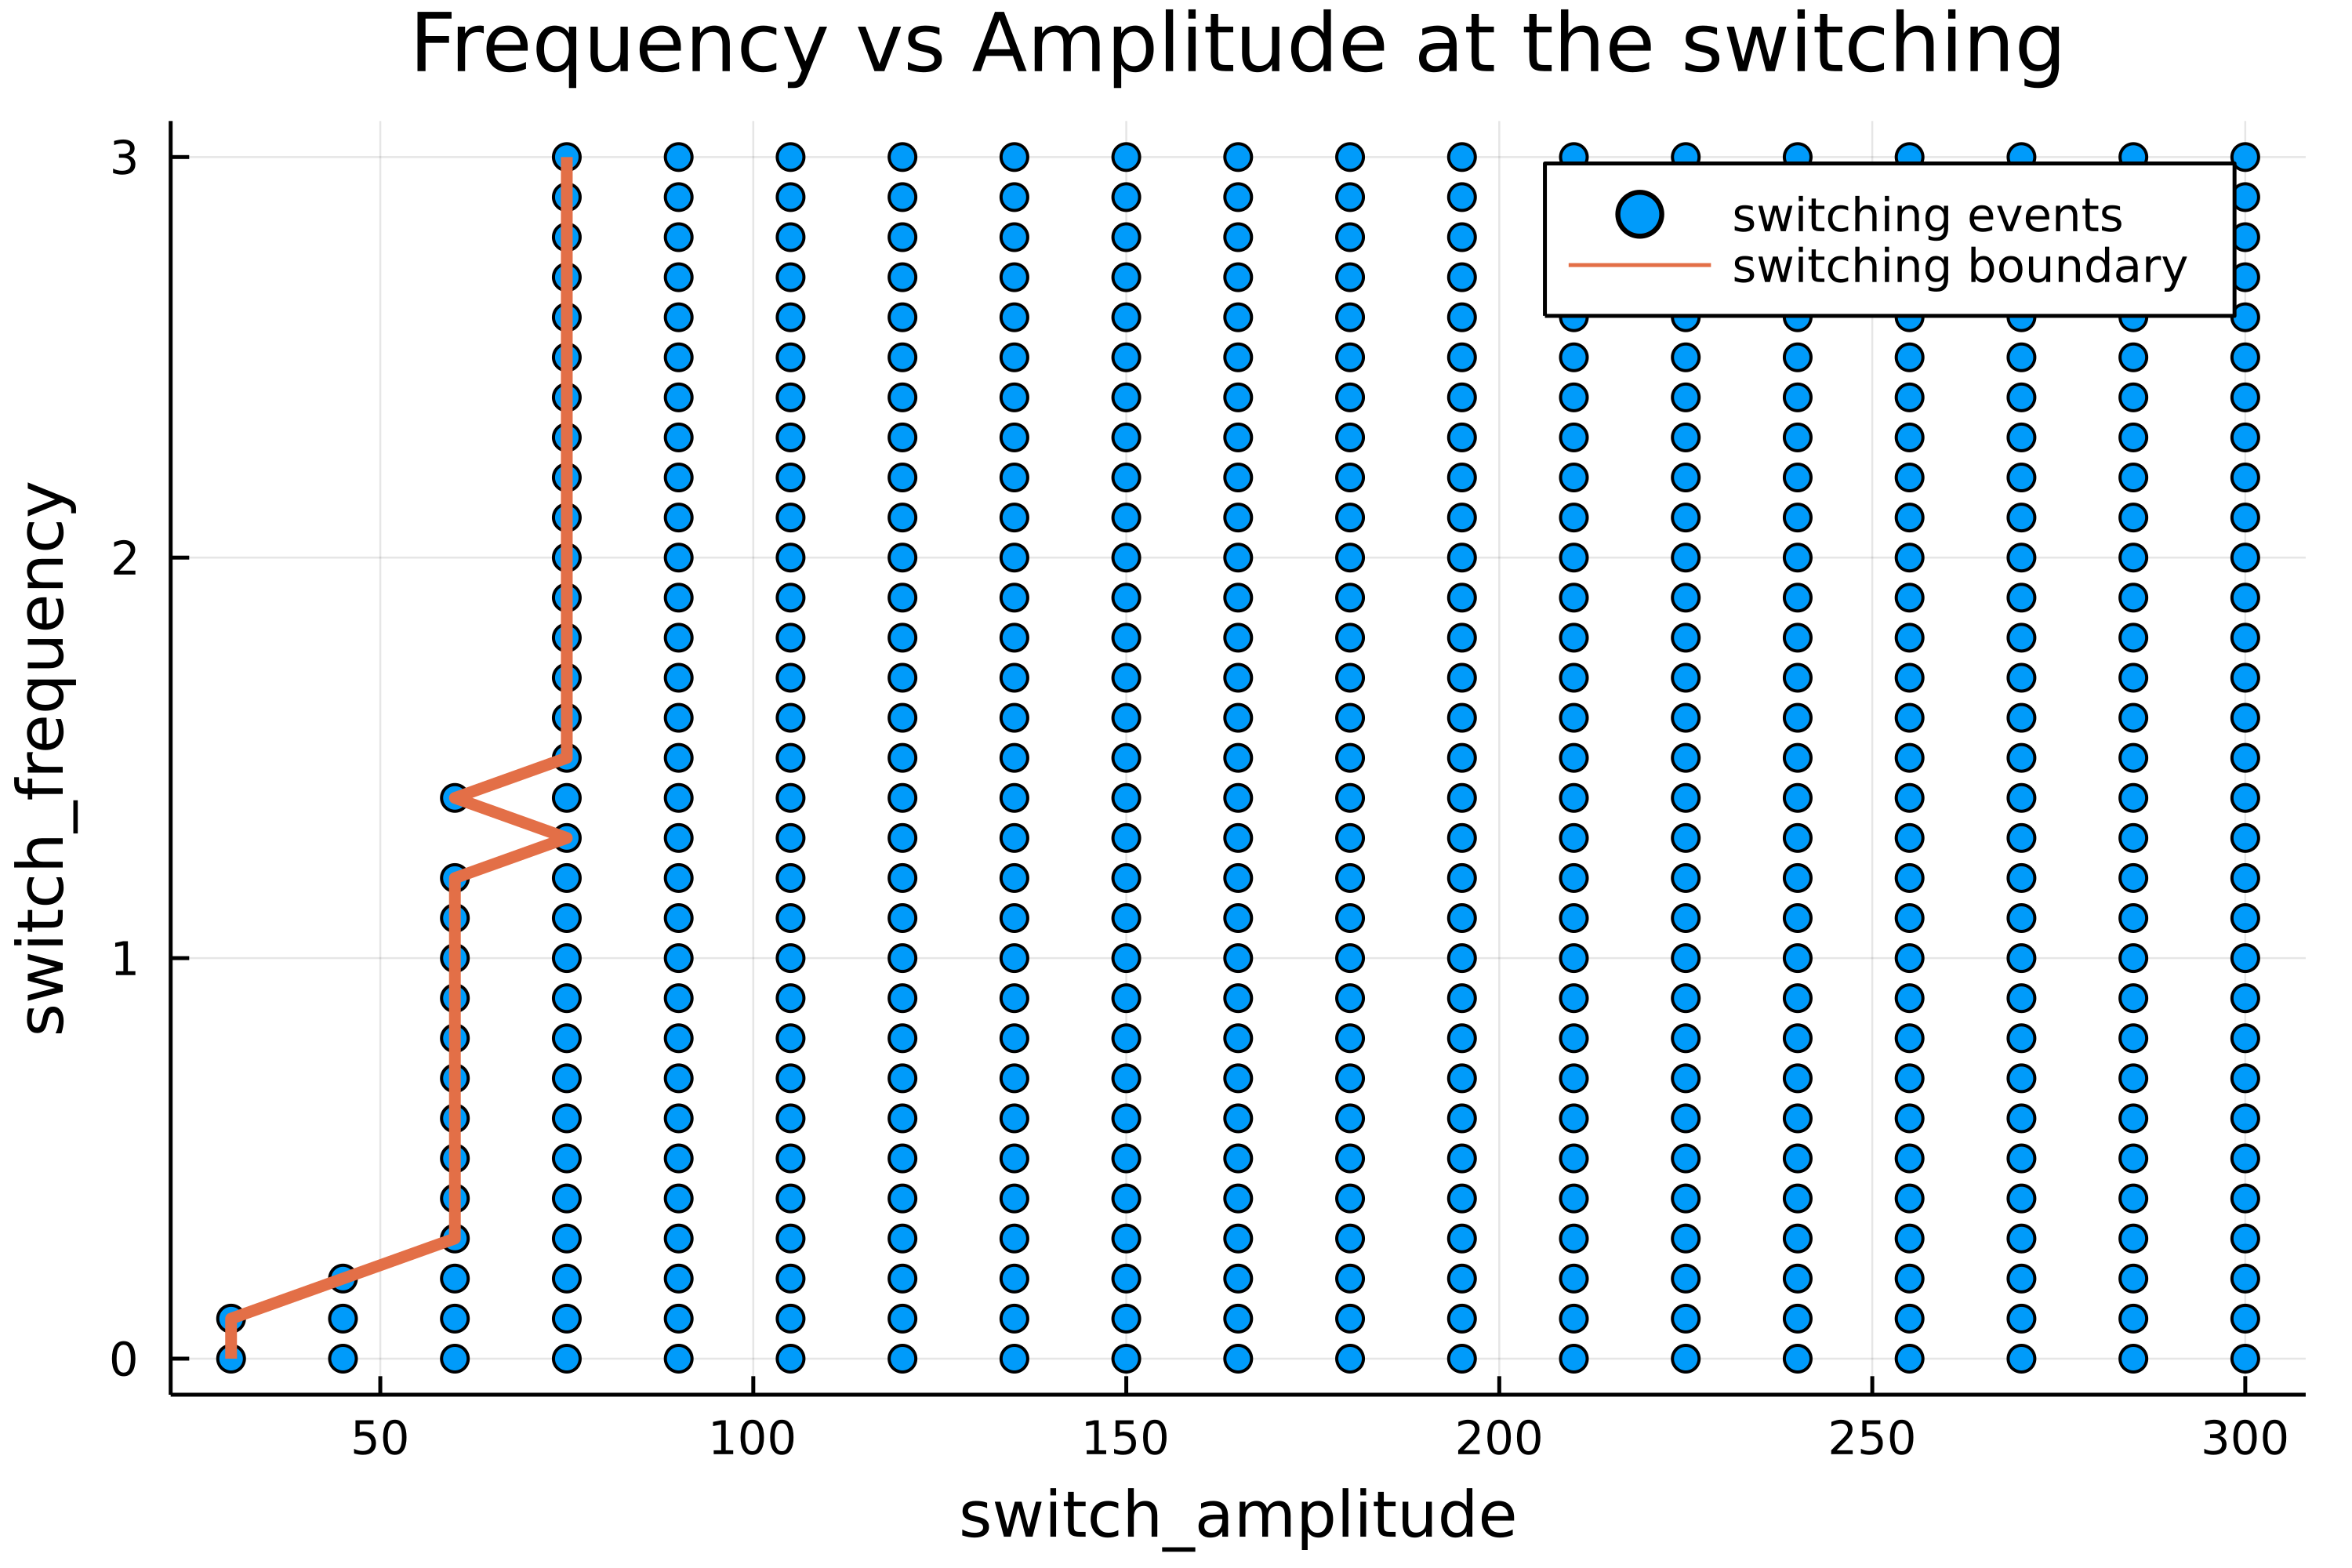 Frequency vs Amplitude at the switching
switching events
switching boundary
switch_frequency
3
2
1
0
50 100 150 200 250 300
switch_amplitude